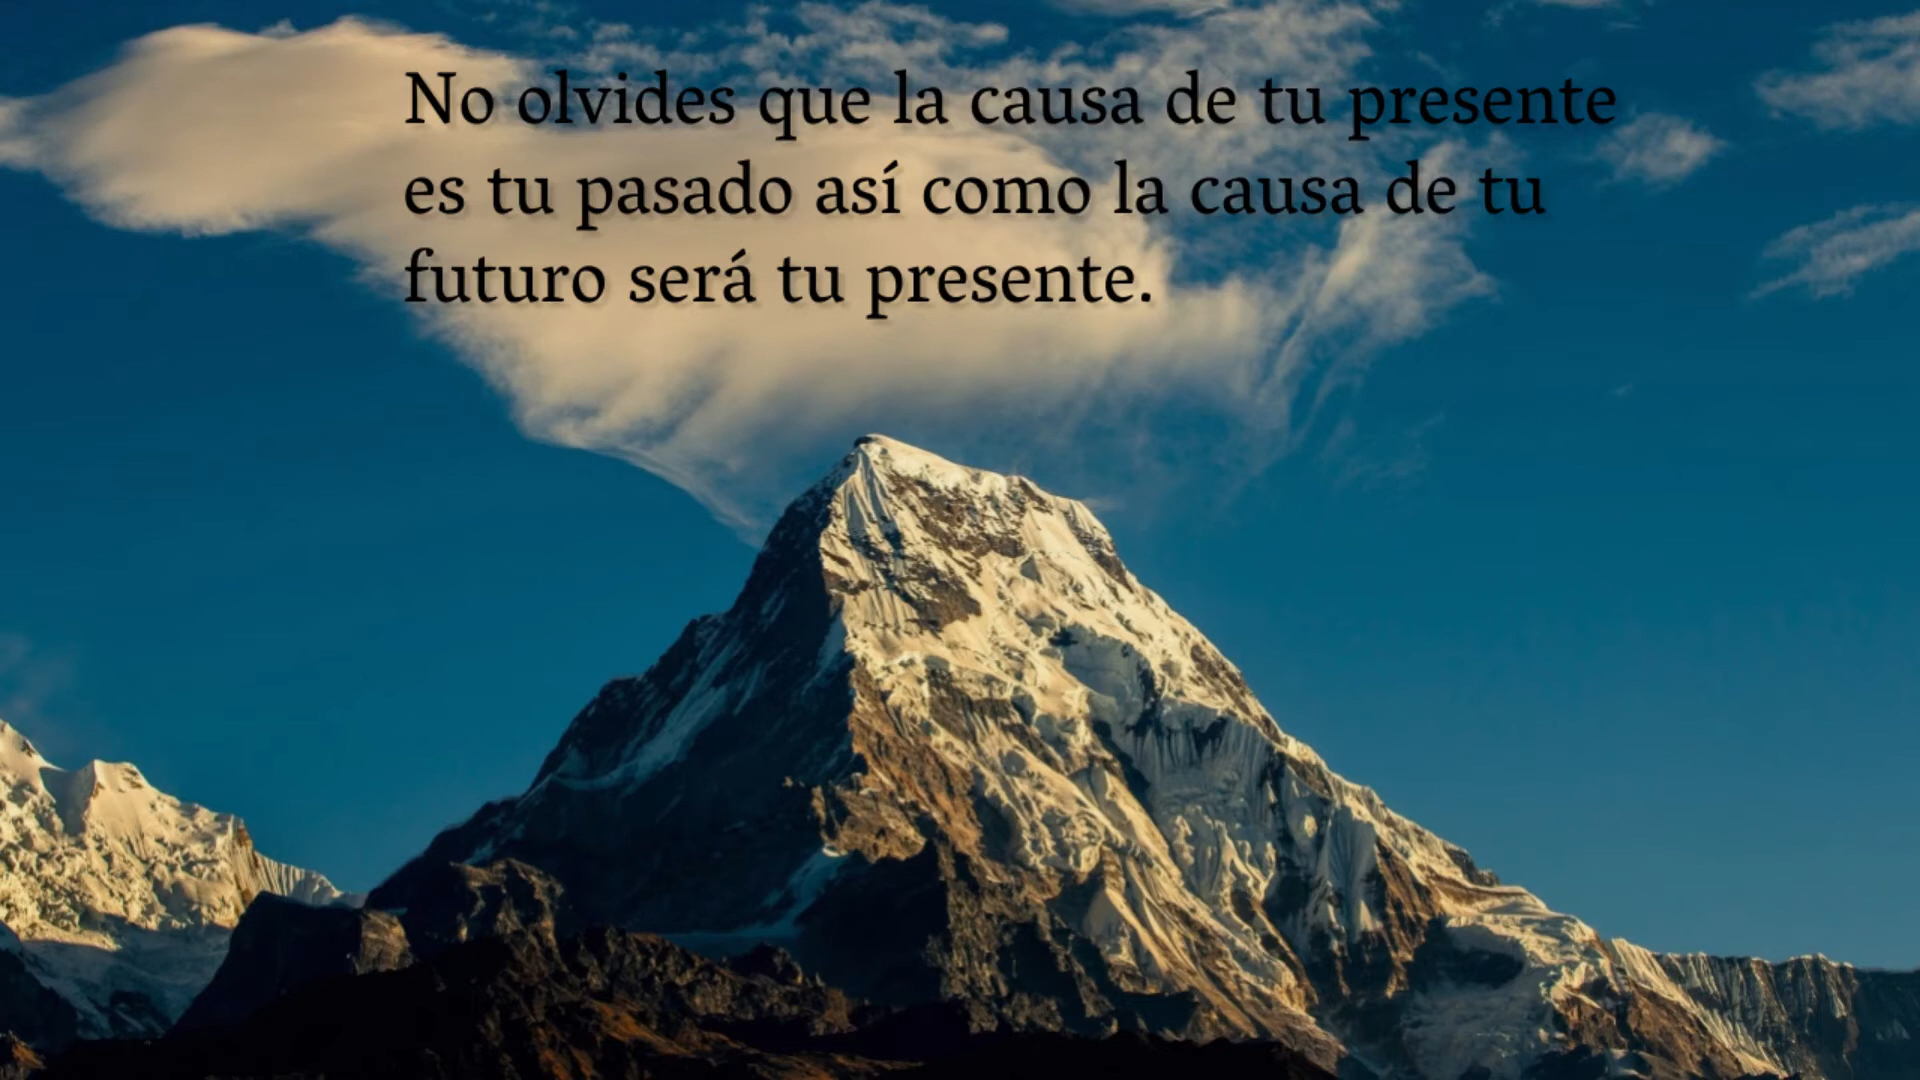 No olvides que la causa de tu presente
es tu pasado así como la causa de tu
futuro será tu presente.